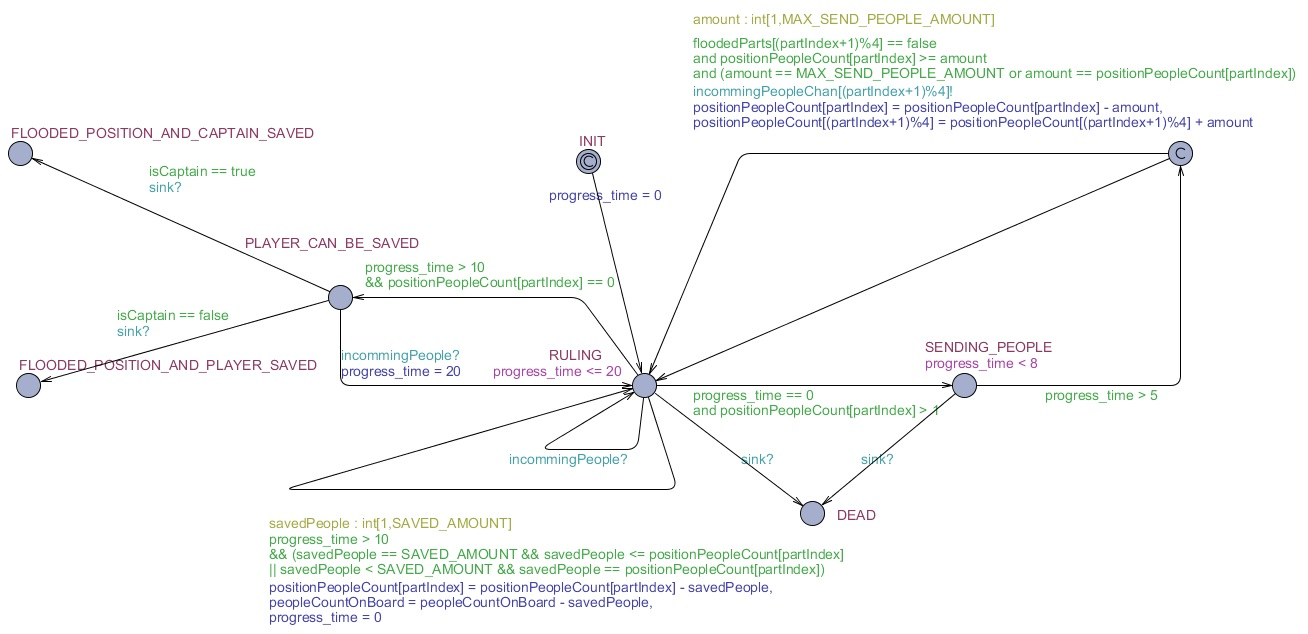 amount : int[1,MAX_SEND_PEOPLE_AMOUNT]
floodedParts[(partIndex+1)%4] == false
and positionPeopleCount[partIndex] >= amount
and (amount == MAX_SEND_PEOPLE_AMOUNT or amount == positionPeopleCount[partIndex])
incommingPeopleChan[(partIndex+1)%4]!
positionPeopleCount[partIndex] = positionPeopleCount[partIndex] - amount,
positionPeopleCount[(partIndex+1)%4] = positionPeopleCount[(partIndex+1)%4] + amount
FLOODED_POSITION_AND_CAPTAIN_SAVED
INIT
C
C
isCaptain == true
sink?
progress_time = 0
PLAYER_CAN_BE_SAVED
progress_time > 10
&& positionPeopleCount[partIndex] == 0
isCaptain == false
sink?
FLOODED_POSITION_AND_PLAYER_SAVED
incommingPeople?
progress_time = 20
RULING
progress_time <= 20
SENDING_PEOPLE
progress_time < 8
progress_time == 0
and positionPeopleCount[partIndex] > 1
progress_time > 5
incommingPeople?
sink?
sink?
DEAD
savedPeople : int[1,SAVED_AMOUNT]
progress_time > 10
&& (savedPeople == SAVED_AMOUNT && savedPeople <= positionPeopleCount[partIndex]
|| savedPeople < SAVED_AMOUNT && savedPeople == positionPeopleCount[partIndex])
positionPeopleCount[partIndex] = positionPeopleCount[partIndex] - savedPeople,
peopleCountOnBoard = peopleCountOnBoard - savedPeople,
progress_time = 0